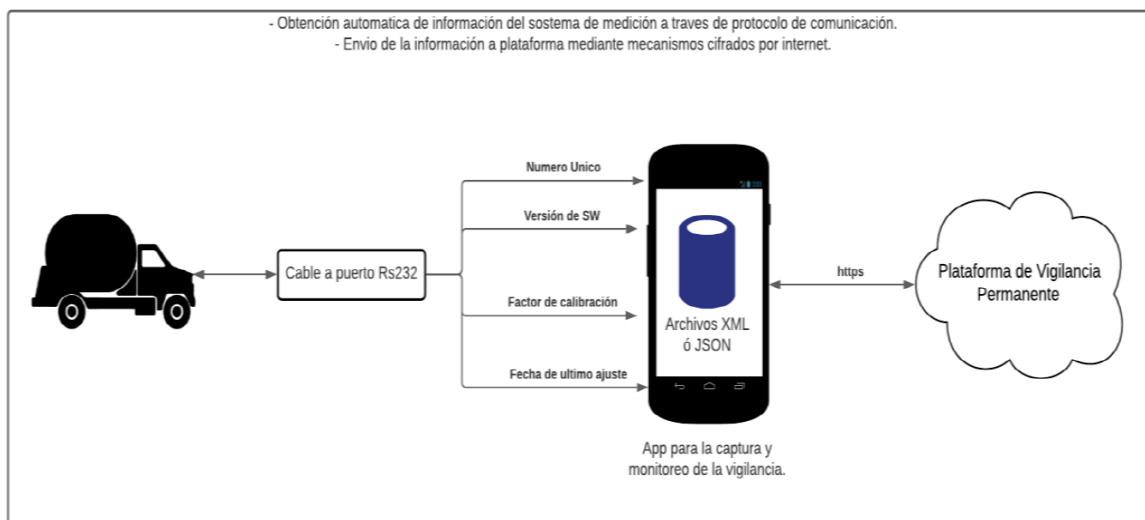 - Obtención automatica de información del sostema de medición a traves de protocolo de comunicación.
- Envio de la información a plataforma mediante mecanismos cifrados por internet.
Numero Unico
Versión de SW
Cable a puerto Rs232
Factor de calibración
Fecha de ultimo ajuste
Archivos XML
ó JSON
https
Plataforma de Vigilancia
Permanente
App para la captura y
monitoreo de la vigilancia.